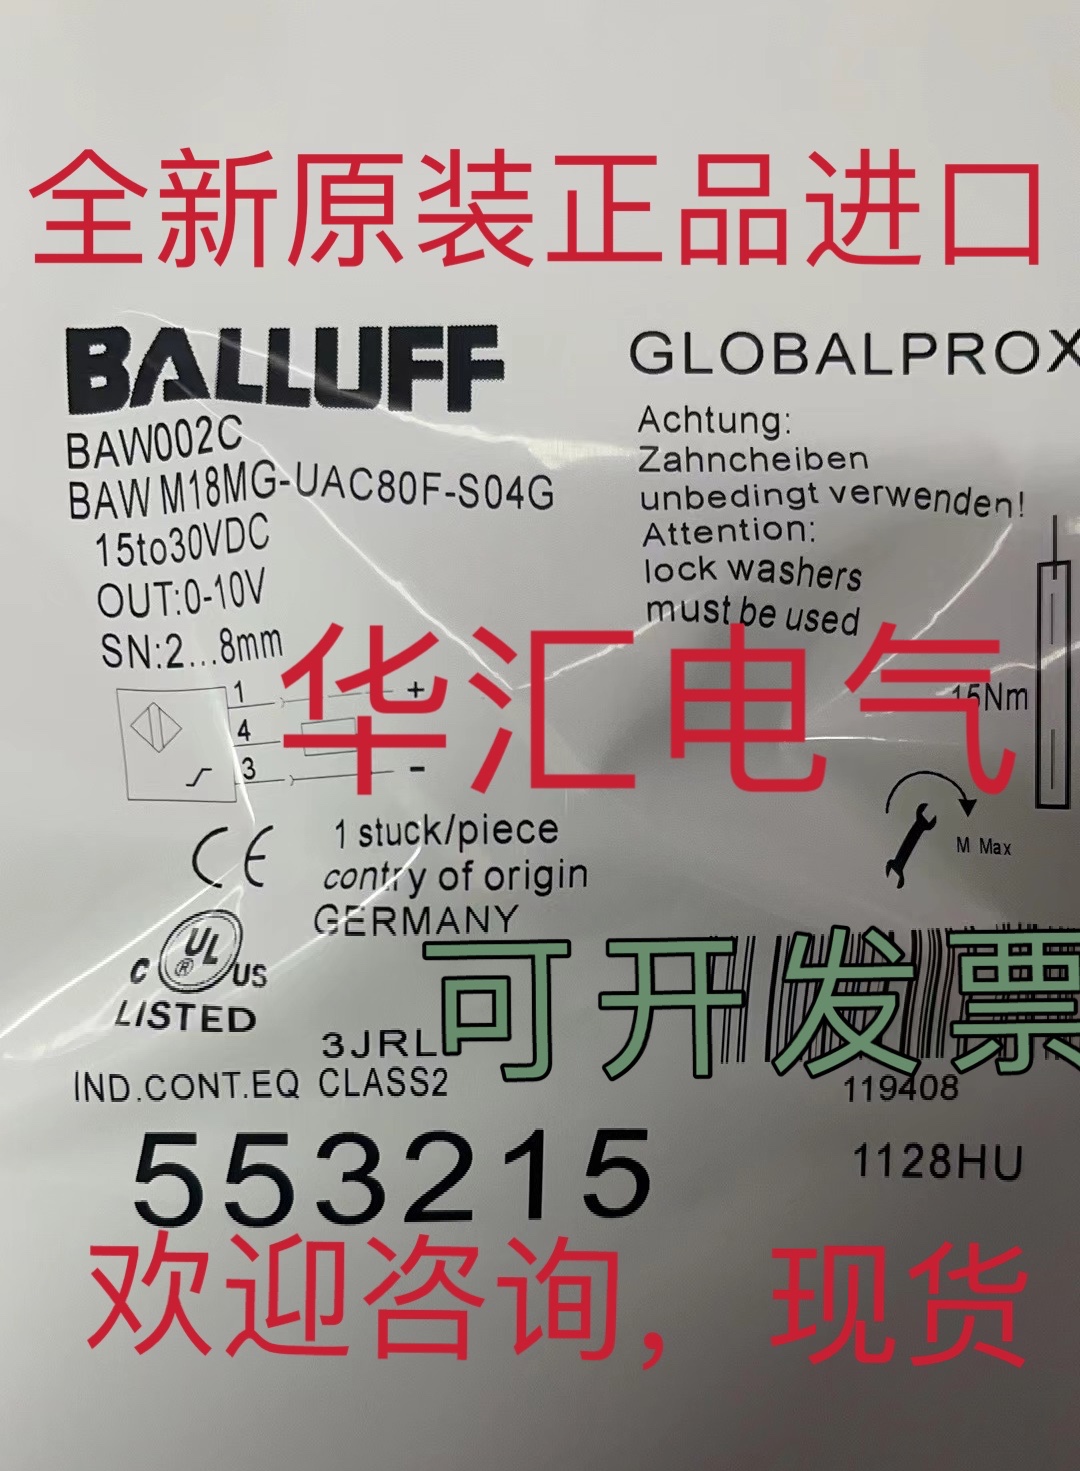 全新原装正品进口
BALLUFF
BAW002C
BAW M18MG-UAC80F-S04G
15to30VDC
OUT:0-10V
SN:2...8mm
1
4
3
+
-
GLOBALPROX
Achtung:
Zahncheiben
unbedingt verwenden!
Attention:
lock washers
must be used
15Nm
M Max
华汇电气
CE
1 stuck/piece
contry of origin
GERMANY
C UL US
®
LISTED
可开发票
3JRL
IND.CONT.EQ CLASS2
119408
553215
1128HU
欢迎咨询，现货